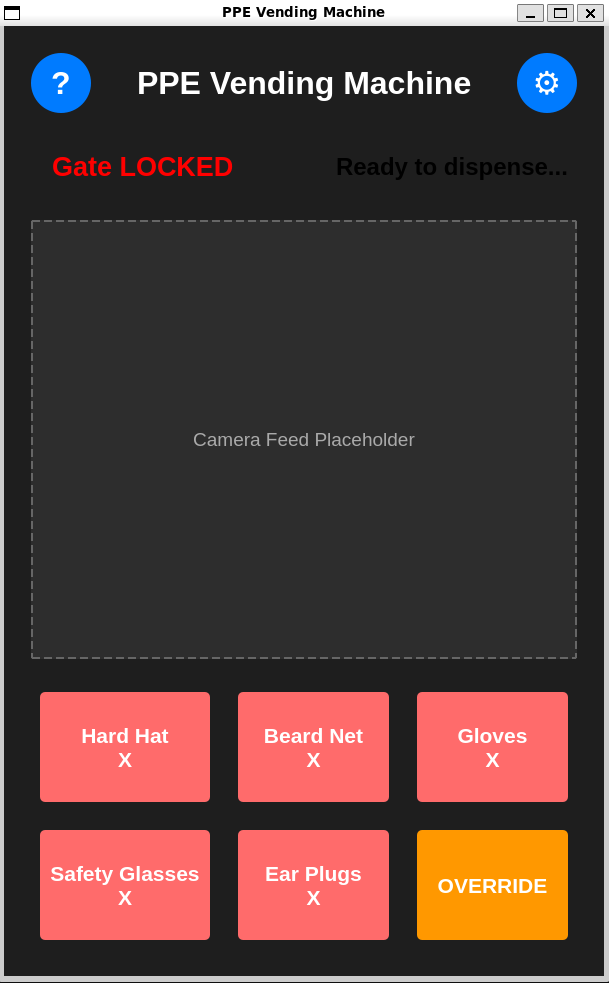 PPE Vending Machine
?
PPE Vending Machine
⚙
Gate LOCKED
Ready to dispense...
Camera Feed Placeholder
Hard Hat
X
Beard Net
X
Gloves
X
Safety Glasses
X
Ear Plugs
X
OVERRIDE